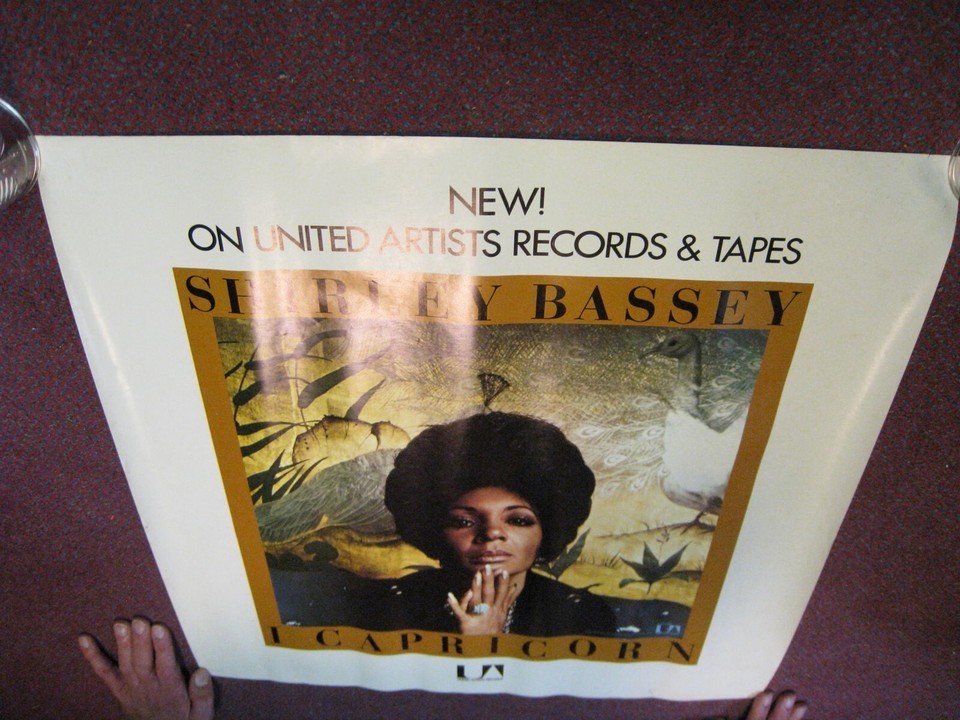 NEW!
ON UNITED ARTISTS RECORDS & TAPES
SHIRLEY BASSEY
I CAPRICORN
UA